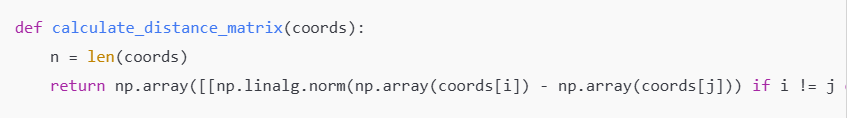 def calculate_distance_matrix(coords):
    n = len(coords)
    return np.array([[np.linalg.norm(np.array(coords[i]) - np.array(coords[j])) if i != j